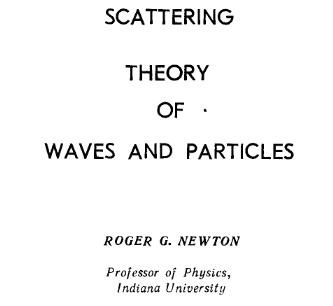 SCATTERING
THEORY
OF
WAVES AND PARTICLES
ROGER G. NEWTON
Professor of Physics,
Indiana University